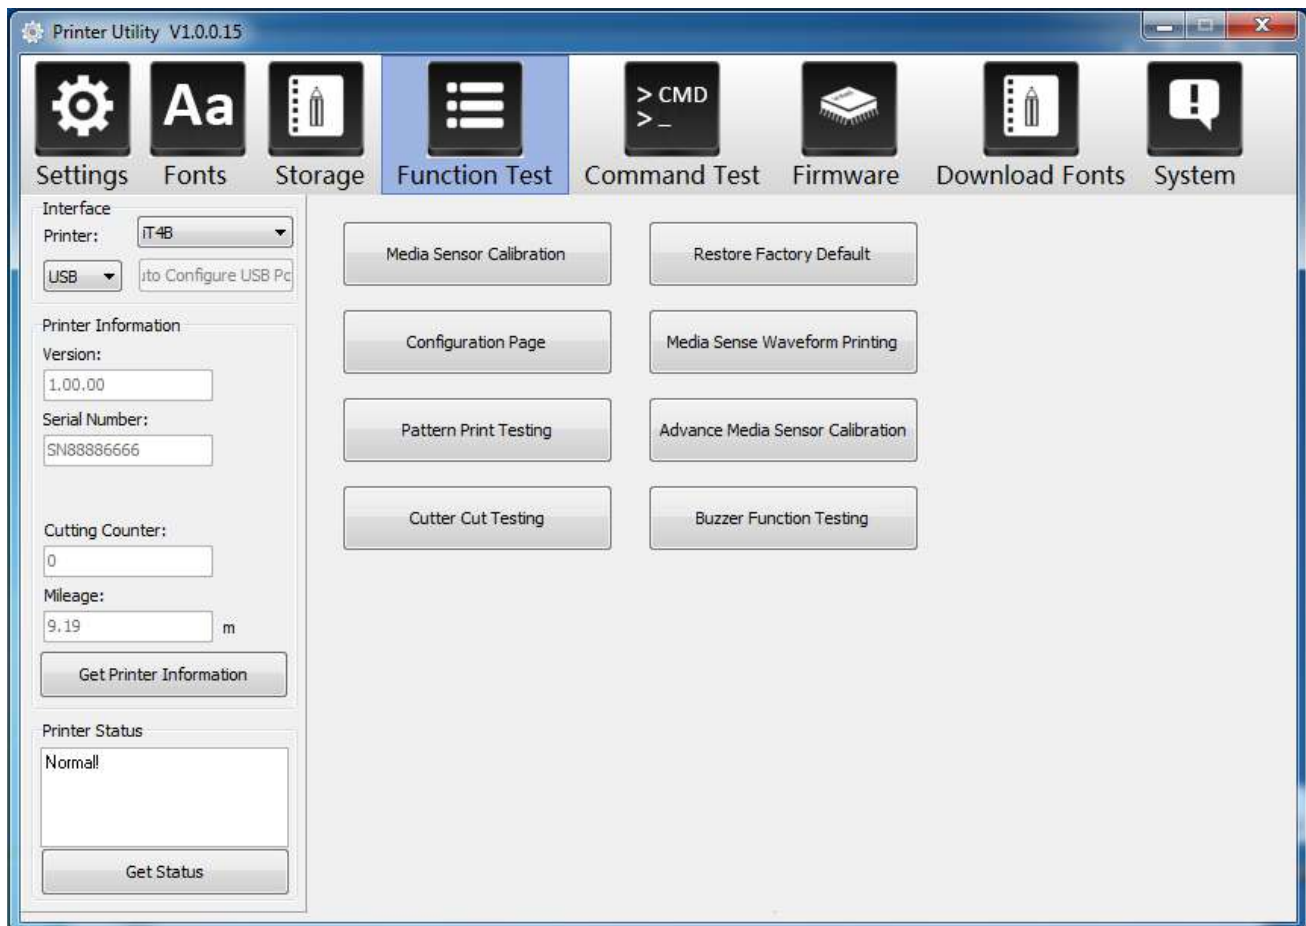 Printer Utility V1.0.0.15
Aa
> CMD
> _
Settings Fonts Storage Function Test Command Test Firmware Download Fonts System
Interface
Printer: iT4B
USB ito Configure USB Pc
Printer Information
Version:
1.00.00
Serial Number:
SN88886666
Cutting Counter:
0
Mileage:
9.19 m
Get Printer Information
Printer Status
Normal!
Get Status
Media Sensor Calibration Restore Factory Default
Configuration Page Media Sense Waveform Printing
Pattern Print Testing Advance Media Sensor Calibration
Cutter Cut Testing Buzzer Function Testing